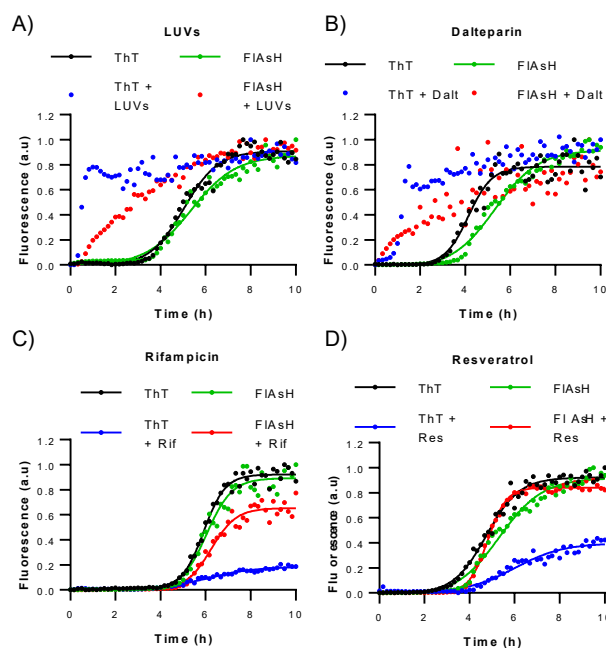 A)
LUVs
ThT
FlAsH
ThT +
LUVs
FlAsH
+ LUVs
Fluorescence (a.u)
1.2
1.0
0.8
0.6
0.4
0.2
0.0
0 2 4 6 8 10
Time (h)
B)
Dalteparin
ThT
FlAsH
ThT + Dalt
FlAsH + Dalt
Fluorescence (a.u)
1.2
1.0
0.8
0.6
0.4
0.2
0.0
0 2 4 6 8 10
Time (h)
C)
Rifampicin
ThT
FlAsH
ThT
+ Rif
FlAsH
+ Rif
Fluorescence (a.u)
1.2
1.0
0.8
0.6
0.4
0.2
0.0
0 2 4 6 8 10
Time (h)
D)
Resveratrol
ThT
FlAsH
ThT +
Res
Fl AsH +
Res
Fluorescence (a.u)
1.2
1.0
0.8
0.6
0.4
0.2
0.0
0 2 4 6 8 10
Time (h)